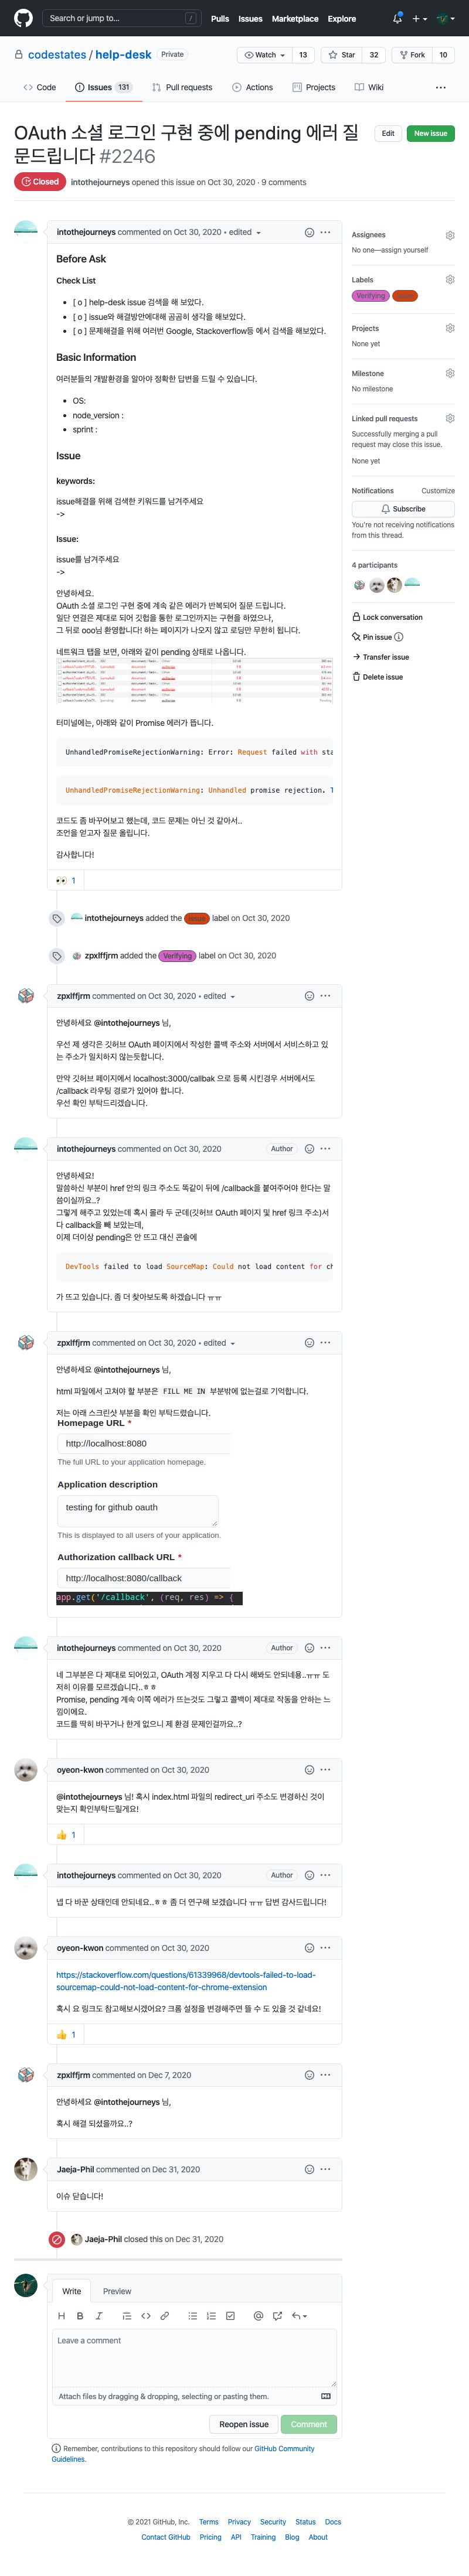 Search or jump to...
/
Pulls Issues Marketplace Explore
codestates / help-desk Private
Watch 13 Star 32 Fork 10
Code Issues 131 Pull requests Actions Projects Wiki
OAuth 소셜 로그인 구현 중에 pending 에러 질
문드립니다 #2246
Edit New issue
Closed intothejourneys opened this issue on Oct 30, 2020 · 9 comments
intothejourneys commented on Oct 30, 2020 • edited
Before Ask
Check List
[ o ] help-desk issue 검색을 해 보았다.
[ o ] issue와 해결방안에대해 곰곰히 생각을 해보았다.
[ o ] 문제해결을 위해 여러번 Google, Stackoverflow등 에서 검색을 해보았다.
Basic Information
여러분들의 개발환경을 알아야 정확한 답변을 드릴 수 있습니다.
OS:
node_version :
sprint :
Issue
keywords:
issue해결을 위해 검색한 키워드를 남겨주세요
->
Issue:
issue를 남겨주세요
->
안녕하세요.
OAuth 소셜 로그인 구현 중에 계속 같은 에러가 반복되어 질문 드립니다.
일단 연결은 제대로 되어 깃헙을 통한 로그인까지는 구현을 하였으나,
그 뒤로 ooo님 환영합니다! 하는 페이지가 나오지 않고 로딩만 무한히 됩니다.
네트워크 탭을 보면, 아래와 같이 pending 상태로 나옵니다.
터미널에는, 아래와 같이 Promise 에러가 뜹니다.
UnhandledPromiseRejectionWarning: Error: Request failed with sta
UnhandledPromiseRejectionWarning: Unhandled promise rejection. T
코드도 좀 바꾸어보고 했는데, 코드 문제는 아닌 것 같아서..
조언을 얻고자 질문 올립니다.
감사합니다!
👀 1
Assignees
No one—assign yourself
Labels
Verifying
Projects
None yet
Milestone
No milestone
Linked pull requests
Successfully merging a pull
request may close this issue.
None yet
Notifications Customize
Subscribe
You're not receiving notifications
from this thread.
4 participants
Lock conversation
Pin issue
Transfer issue
Delete issue
intothejourneys added the issue label on Oct 30, 2020
zpxlffjrm added the Verifying label on Oct 30, 2020
zpxlffjrm commented on Oct 30, 2020 • edited
안녕하세요 @intothejourneys 님,
우선 제 생각은 깃허브 OAuth 페이지에서 작성한 콜백 주소와 서버에서 서비스하고 있
는 주소가 일치하지 않는듯합니다.
만약 깃허브 페이지에서 localhost:3000/callbak 으로 등록 시킨경우 서버에서도
/callback 라우팅 경로가 있어야 합니다.
우선 확인 부탁드리겠습니다.
intothejourneys commented on Oct 30, 2020 Author
안녕하세요!
말씀하신 부분이 href 안의 링크 주소도 똑같이 뒤에 /callback을 붙여주어야 한다는 말
씀이실까요..?
그렇게 해주고 있었는데 혹시 몰라 두 군데(깃허브 OAuth 페이지 및 href 링크 주소)서
다 callback을 빼 보았는데,
이제 더이상 pending은 안 뜨고 대신 콘솔에
DevTools failed to load SourceMap: Could not load content for ch
가 뜨고 있습니다. 좀 더 찾아보도록 하겠습니다 ㅠㅠ
zpxlffjrm commented on Oct 30, 2020 • edited
안녕하세요 @intothejourneys 님,
html 파일에서 고쳐야 할 부분은 FILL ME IN 부분밖에 없는걸로 기억합니다.
저는 아래 스크린샷 부분을 확인 부탁드렸습니다.
Homepage URL *
http://localhost:8080
The full URL to your application homepage.
Application description
testing for github oauth
This is displayed to all users of your application.
Authorization callback URL *
http://localhost:8080/callback
app.get('/callback', (req, res) => {
intothejourneys commented on Oct 30, 2020 Author
네 그부분은 다 제대로 되어있고, OAuth 계정 지우고 다 다시 해봐도 안되네용..ㅠㅠ 도
저히 이유를 모르겠습니다..ㅎㅎ
Promise, pending 계속 이쪽 에러가 뜨는것도 그렇고 콜백이 제대로 작동을 안하는 느
낌이에요.
코드를 딱히 바꾸거나 한게 없으니 제 환경 문제인걸까요..?
oyeon-kwon commented on Oct 30, 2020
@intothejourneys 님! 혹시 index.html 파일의 redirect_uri 주소도 변경하신 것이
맞는지 확인부탁드릴게요!
👍 1
intothejourneys commented on Oct 30, 2020 Author
넵 다 바꾼 상태인데 안되네요..ㅎㅎ 좀 더 연구해 보겠습니다 ㅠㅠ 답변 감사드립니다!
oyeon-kwon commented on Oct 30, 2020
https://stackoverflow.com/questions/61339968/devtools-failed-to-load-
sourcemap-could-not-load-content-for-chrome-extension
혹시 요 링크도 참고해보시겠어요? 크롬 설정을 변경해주면 뜰 수 도 있을 것 같네요!
👍 1
zpxlffjrm commented on Dec 7, 2020
안녕하세요 @intothejourneys 님,
혹시 해결 되셨을까요..?
Jaeja-Phil commented on Dec 31, 2020
이슈 닫습니다!
Jaeja-Phil closed this on Dec 31, 2020
Write Preview
Leave a comment
Attach files by dragging & dropping, selecting or pasting them.
Reopen issue Comment
Remember, contributions to this repository should follow our GitHub Community
Guidelines.
© 2021 GitHub, Inc. Terms Privacy Security Status Docs
Contact GitHub Pricing API Training Blog About